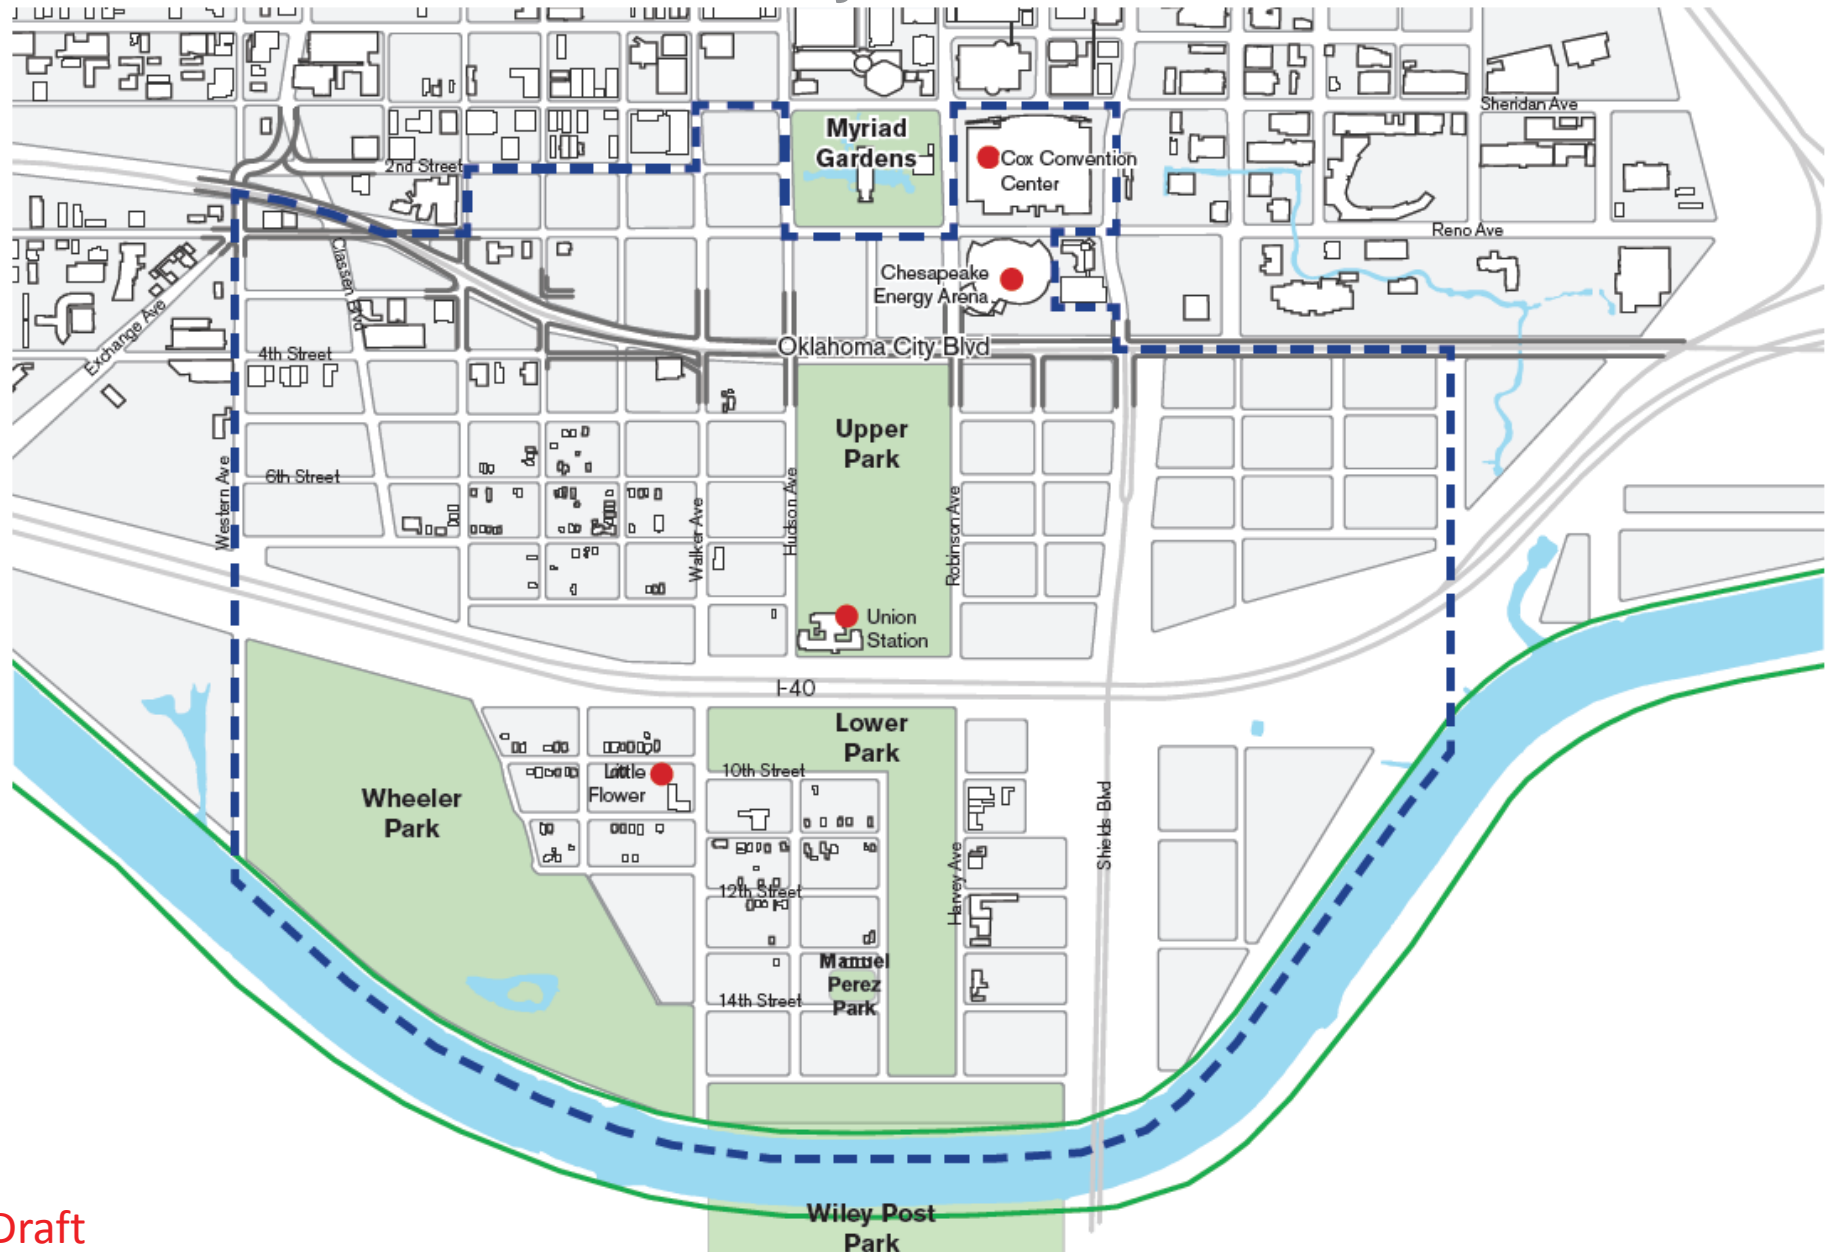 Sheridan Ave
Myriad
Gardens
Cox Convention
Center
2nd Street
Reno Ave
Classen Blvd
Chesapeake
Energy Arena
Exchange Ave
Oklahoma City Blvd
4th Street
Upper
Park
6th Street
Western Ave
Walker Ave
Hudson Ave
Robinson Ave
Union
Station
I-40
Lower
Park
Little
Flower
10th Street
Wheeler
Park
Shields Blvd
Harvey Ave
12th Street
Manuel
Perez
Park
14th Street
Wiley Post
Park
Draft